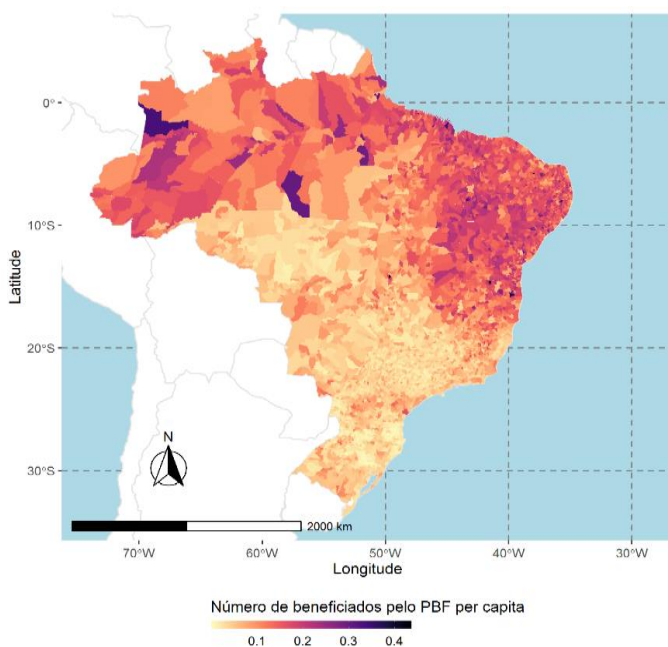 0°
10°S
20°S
30°S
Latitude
N
2000 km
70°W 60°W 50°W 40°W 30°W
Longitude
Número de beneficiados pelo PBF per capita
0.1 0.2 0.3 0.4